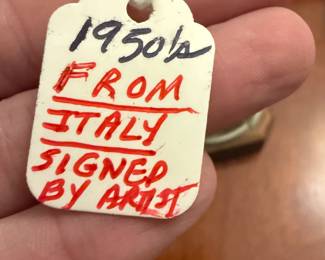 1950's
FROM
ITALY
SIGNED
BY ARTIST